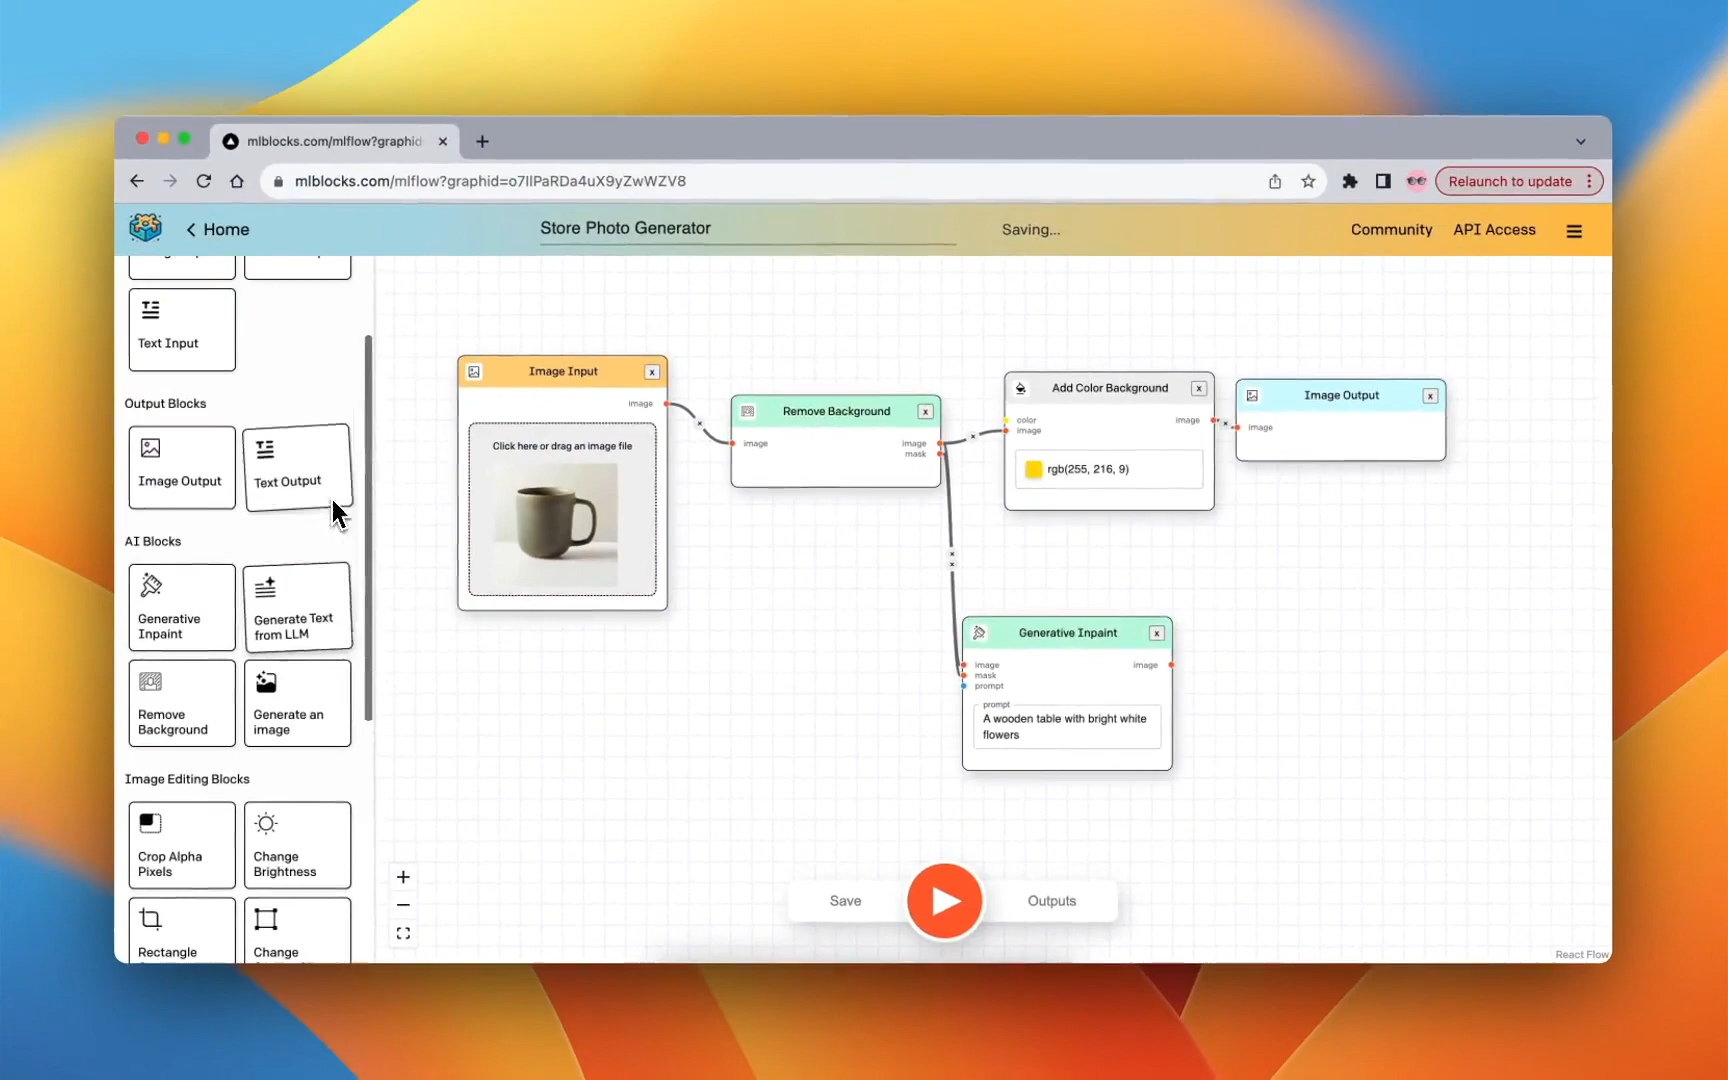 mlblocks.com/mlflow?graphid
mlblocks.com/mlflow?graphid=o7llPaRDa4uX9yZwWZV8
Relaunch to update
Home
Store Photo Generator
Saving...
Community
API Access
Text Input
Output Blocks
Image Output
Text Output
AI Blocks
Generative
Inpaint
Generate Text
from LLM
Remove
Background
Generate an
image
Image Editing Blocks
Crop Alpha
Pixels
Change
Brightness
Rectangle
Change
Image Input
x
image
Click here or drag an image file
Remove Background
x
image
image
mask
Add Color Background
x
color
image
image
rgb(255, 216, 9)
Image Output
x
image
Generative Inpaint
x
image
mask
prompt
image
prompt
A wooden table with bright white
flowers
Save
Outputs
React Flow